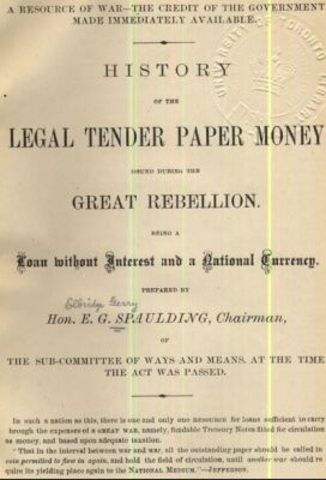 A RESOURCE OF WAR—THE CREDIT OF THE GOVERNMENT
MADE IMMEDIATELY AVAILABLE.
UNIVERSITY OF TORONTO LIBRARY
HISTORY
OF THE
LEGAL TENDER PAPER MONEY
ISSUED DURING THE
GREAT REBELLION.
BEING A
Loan without Interest and a National Currency.
PREPARED BY
Elbridge Gerry
Hon. E. G. SPAULDING, Chairman,
OF
THE SUB-COMMITTEE OF WAYS AND MEANS, AT THE TIME
THE ACT WAS PASSED.
In such a nation as this, there is one and only one RESOURCE for loans sufficient to carry
through the expenses of a GREAT WAR, namely, fundable Treasury Notes fitted for circulation
as money, and based upon adequate taxation.
"That in the interval between war and war, all the outstanding paper should be called in
coin permitted to flow in again, and hold the field of circulation, until another war should re
quire its yielding place again to the NATIONAL MEDIUM."—JEFFERSON.